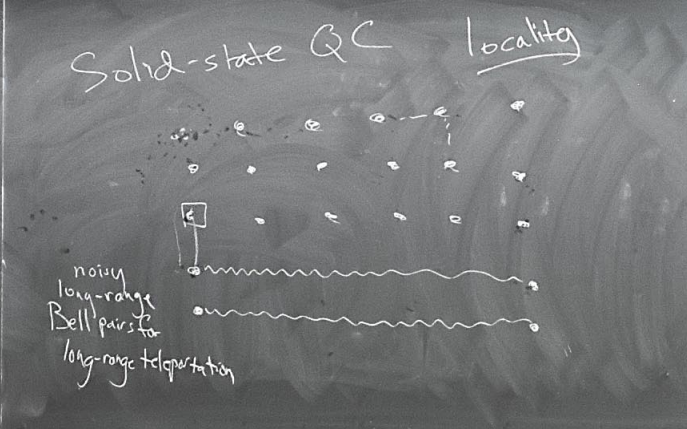 Solid-state QC
locality
noisy
long-range
Bell pairs for
long-range teleportation